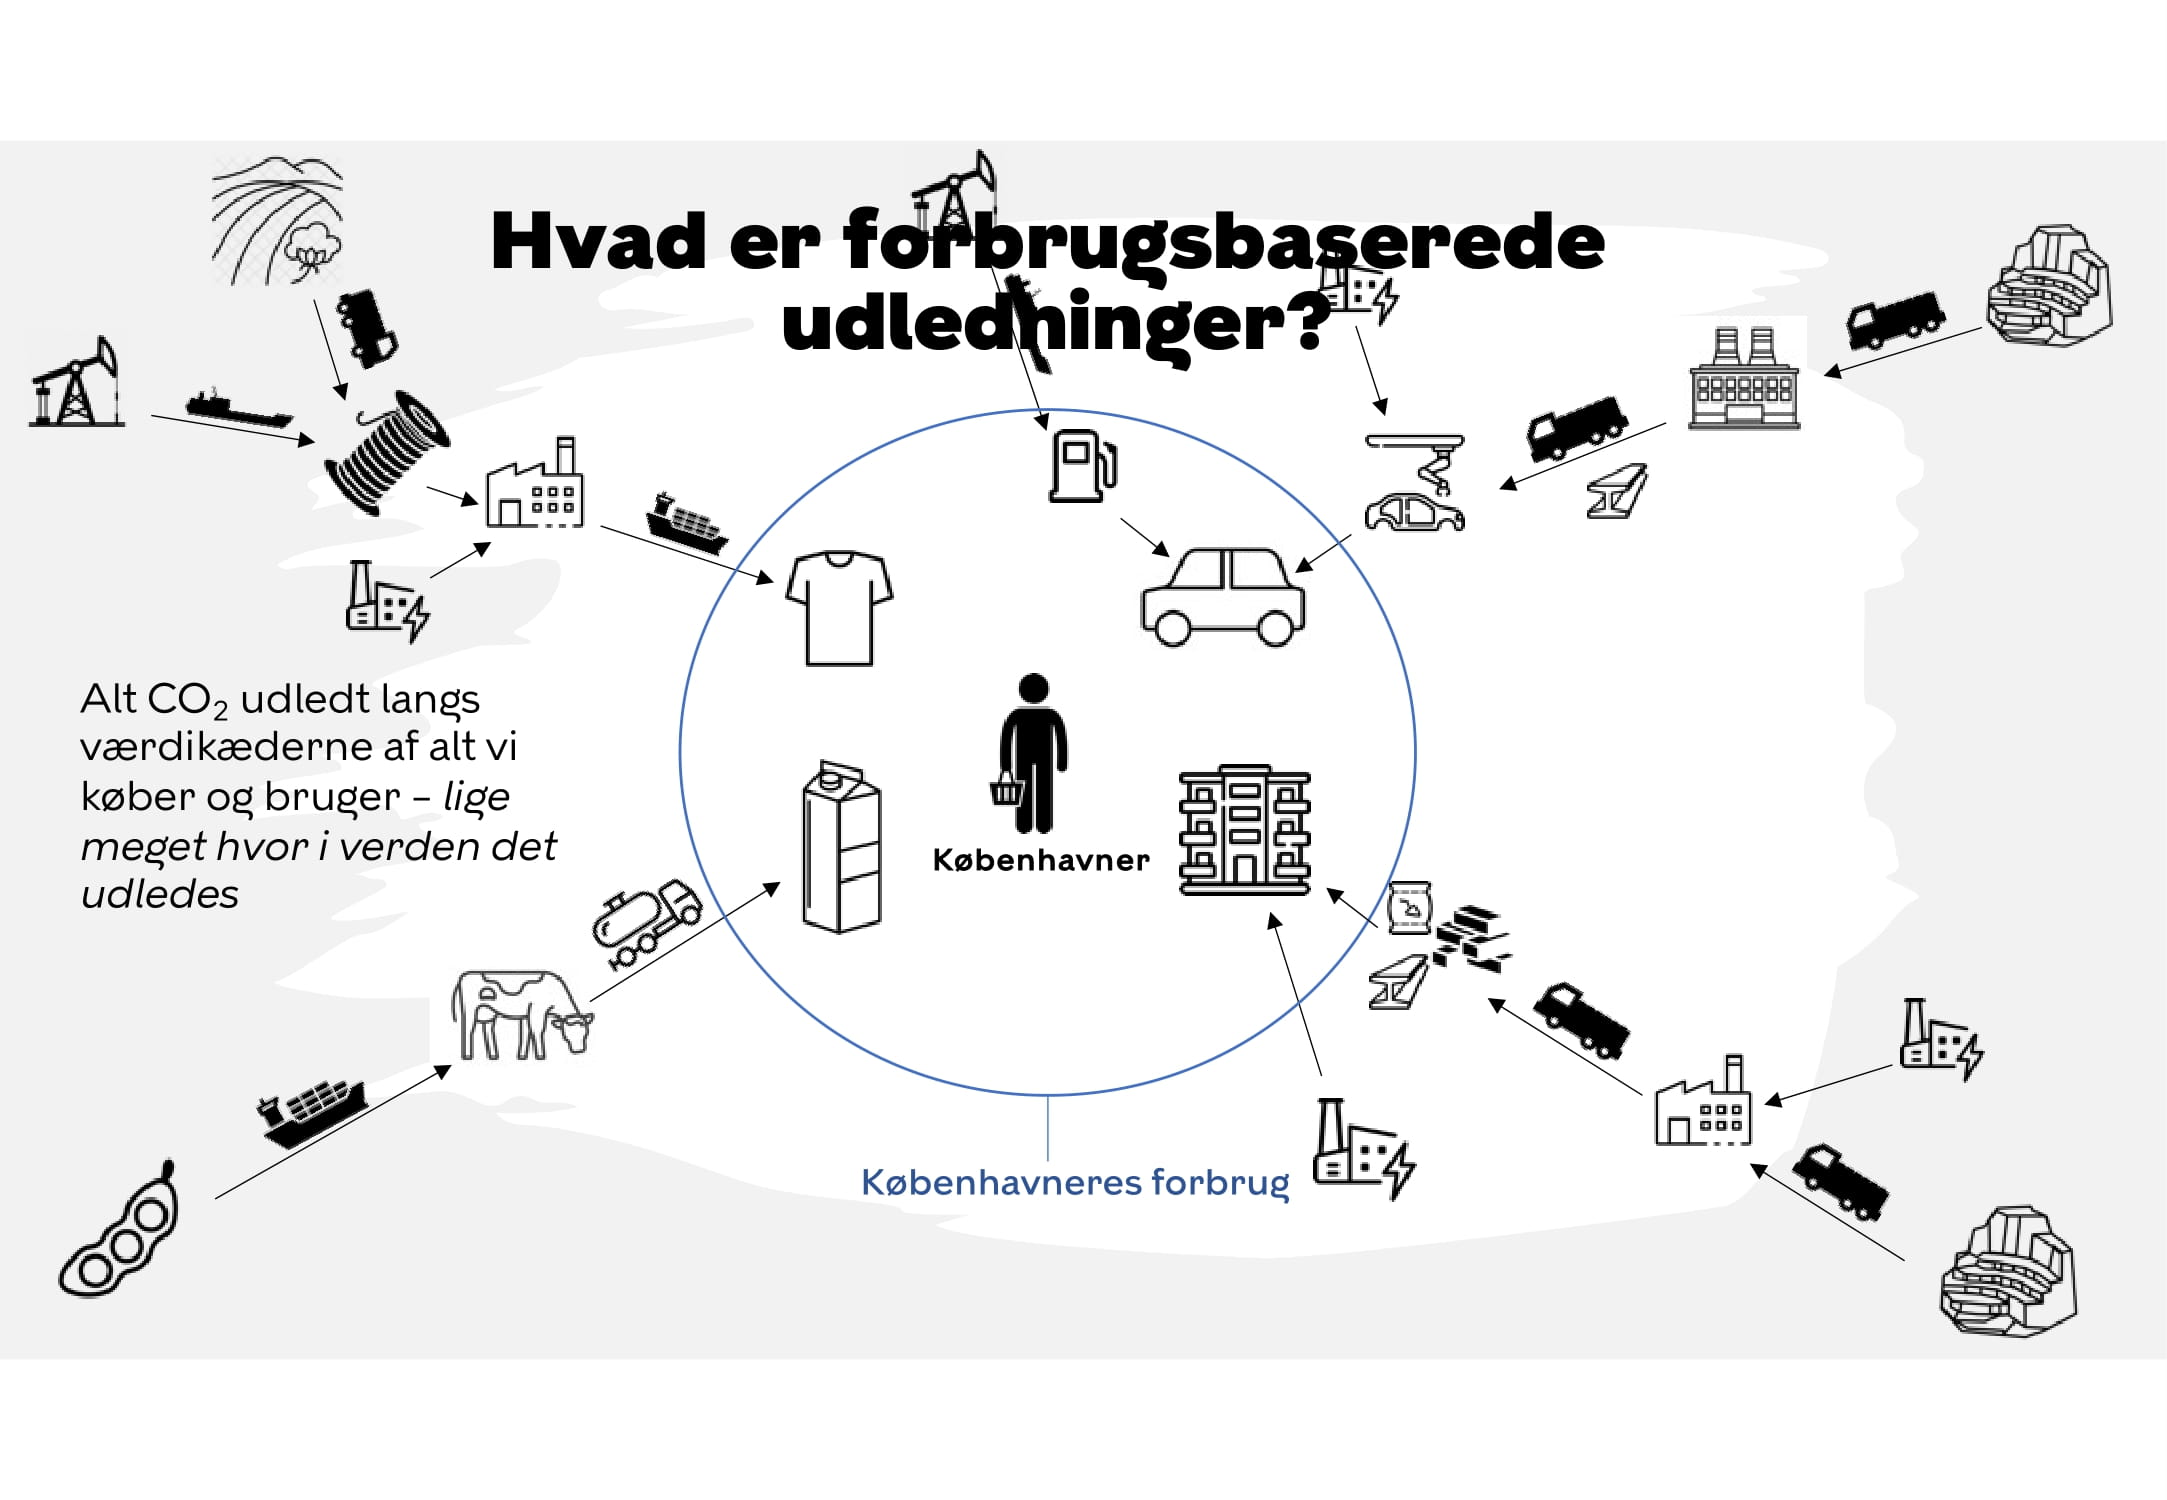 Hvad er forbrugsbaserede
udledninger?
Alt CO₂ udledt langs
værdikæderne af alt vi
køber og bruger – lige
meget hvor i verden det
udledes
Københavner
Københavneres forbrug